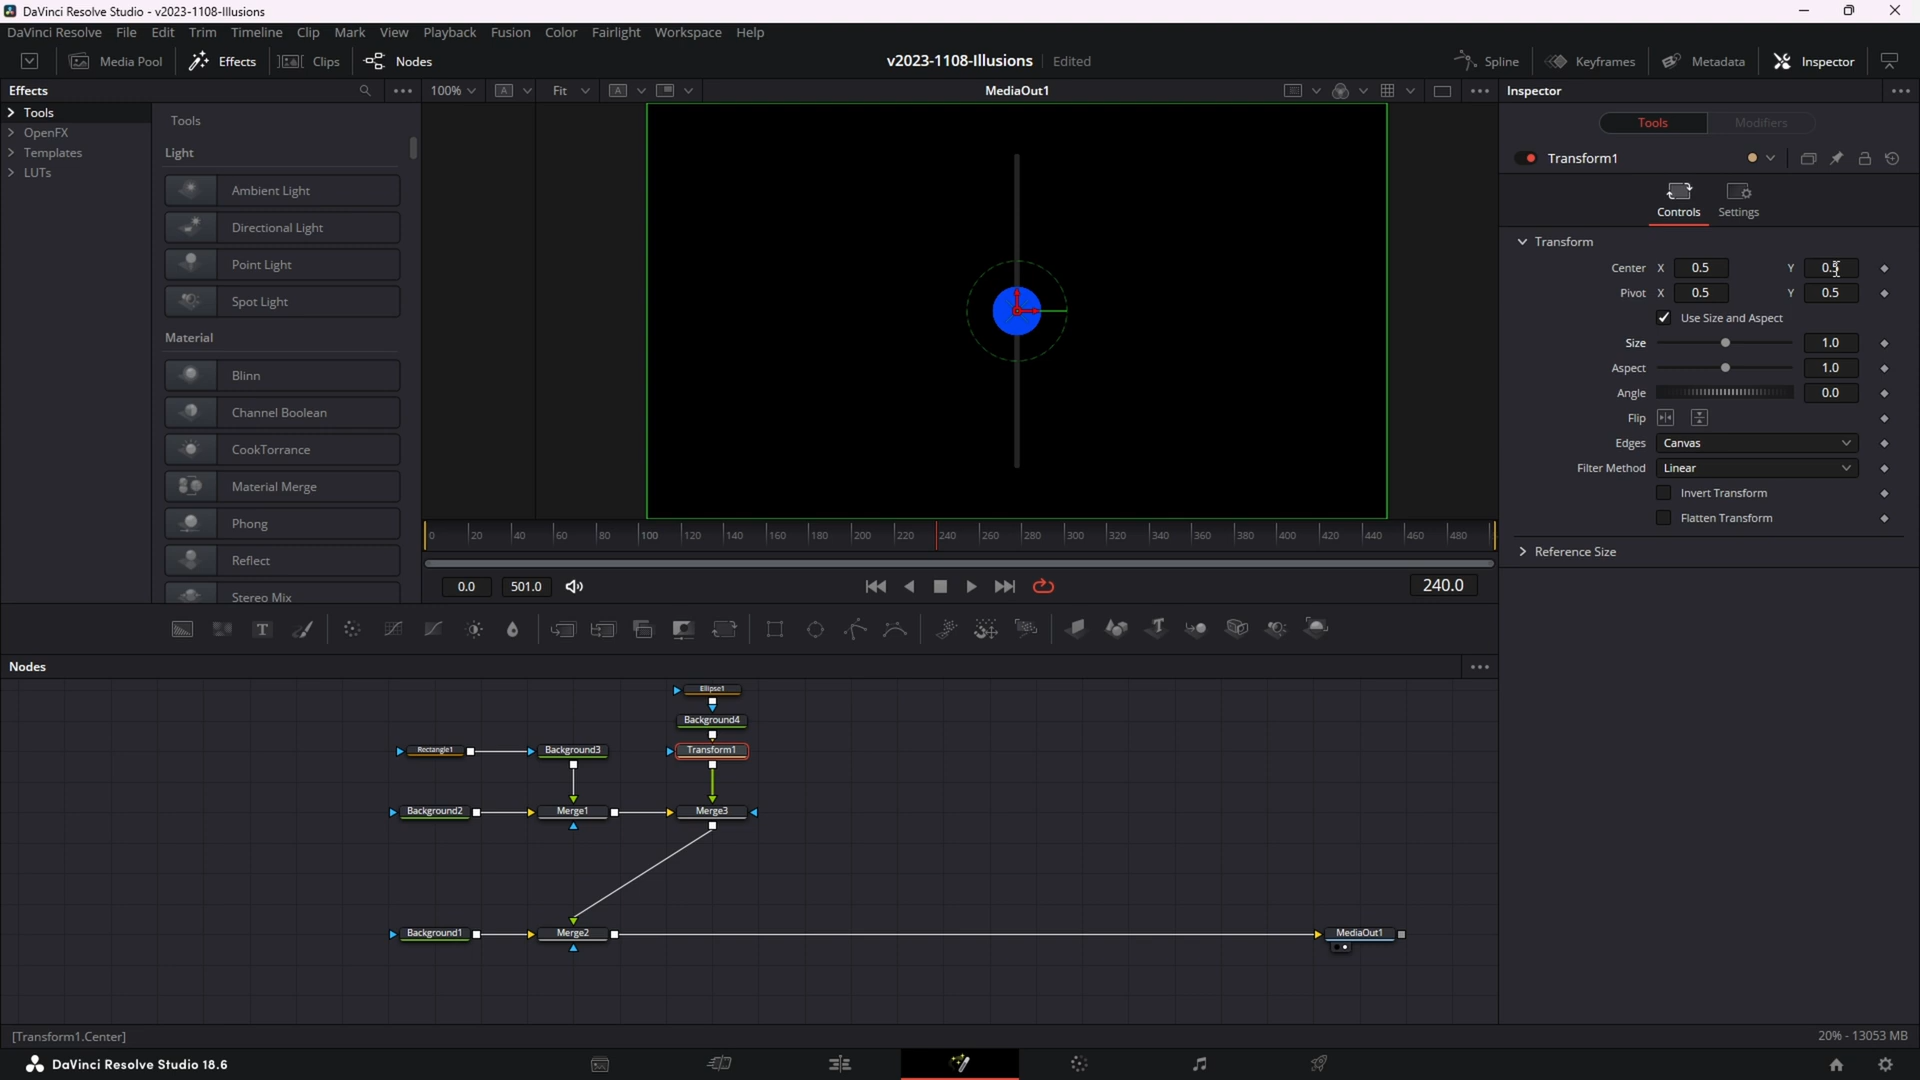 DaVinci Resolve Studio - v2023-1108-Illusions
DaVinci Resolve File Edit Trim Timeline Clip Mark View Playback Fusion Color Fairlight Workspace Help
Media Pool Effects Clips Nodes v2023-1108-Illusions Edited Spline Keyframes Metadata Inspector
Effects 100% A Fit A MediaOut1 Inspector
Tools
OpenFX
Templates
LUTs
Tools
Light
Ambient Light
Directional Light
Point Light
Spot Light
Material
Blinn
Channel Boolean
CookTorrance
Material Merge
Phong
Reflect
Stereo Mix
Tools Modifiers
Transform1
Controls Settings
Transform
Center X 0.5 Y 0.5
Pivot X 0.5 Y 0.5
Use Size and Aspect
Size 1.0
Aspect 1.0
Angle 0.0
Flip
Edges Canvas
Filter Method Linear
Invert Transform
Flatten Transform
Reference Size
0 20 40 60 80 100 120 140 160 180 200 220 240 260 280 300 320 340 360 380 400 420 440 460 480
0.0 501.0 240.0
T
Nodes
Ellipse1
Background4
Rectangle1 Background3 Transform1
Background2 Merge1 Merge3
Background1 Merge2 MediaOut1
[Transform1.Center] 20% - 13053 MB
DaVinci Resolve Studio 18.6